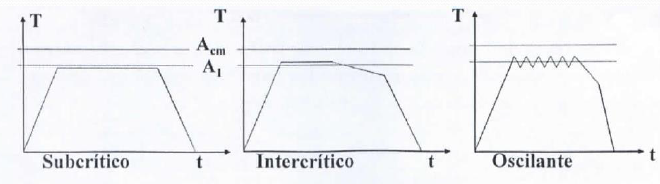 T
T
T
A_cm
A_1
Subcrítico
t
Intercrítico
t
Oscilante
t